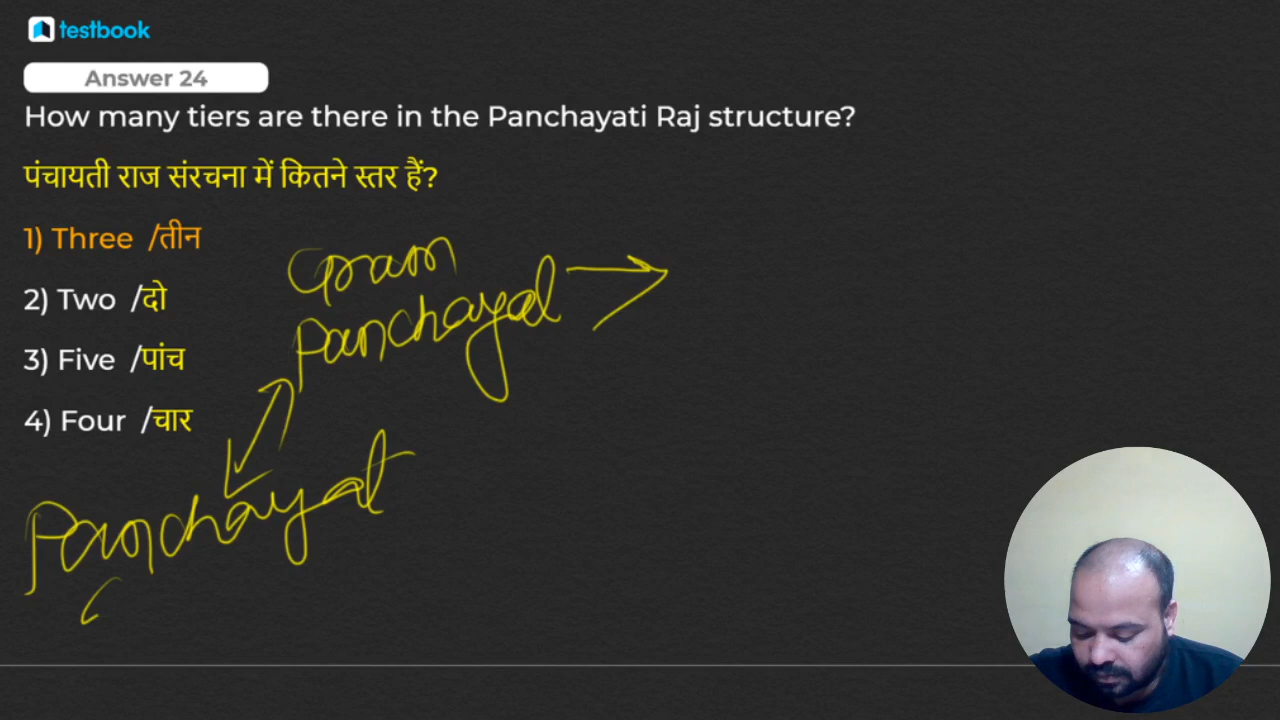 testbook
Answer 24
How many tiers are there in the Panchayati Raj structure?
पंचायती राज संरचना में कितने स्तर हैं?
1) Three /तीन
2) Two /दो
3) Five /पांच
4) Four /चार
Gram
Panchayat
Panchayat